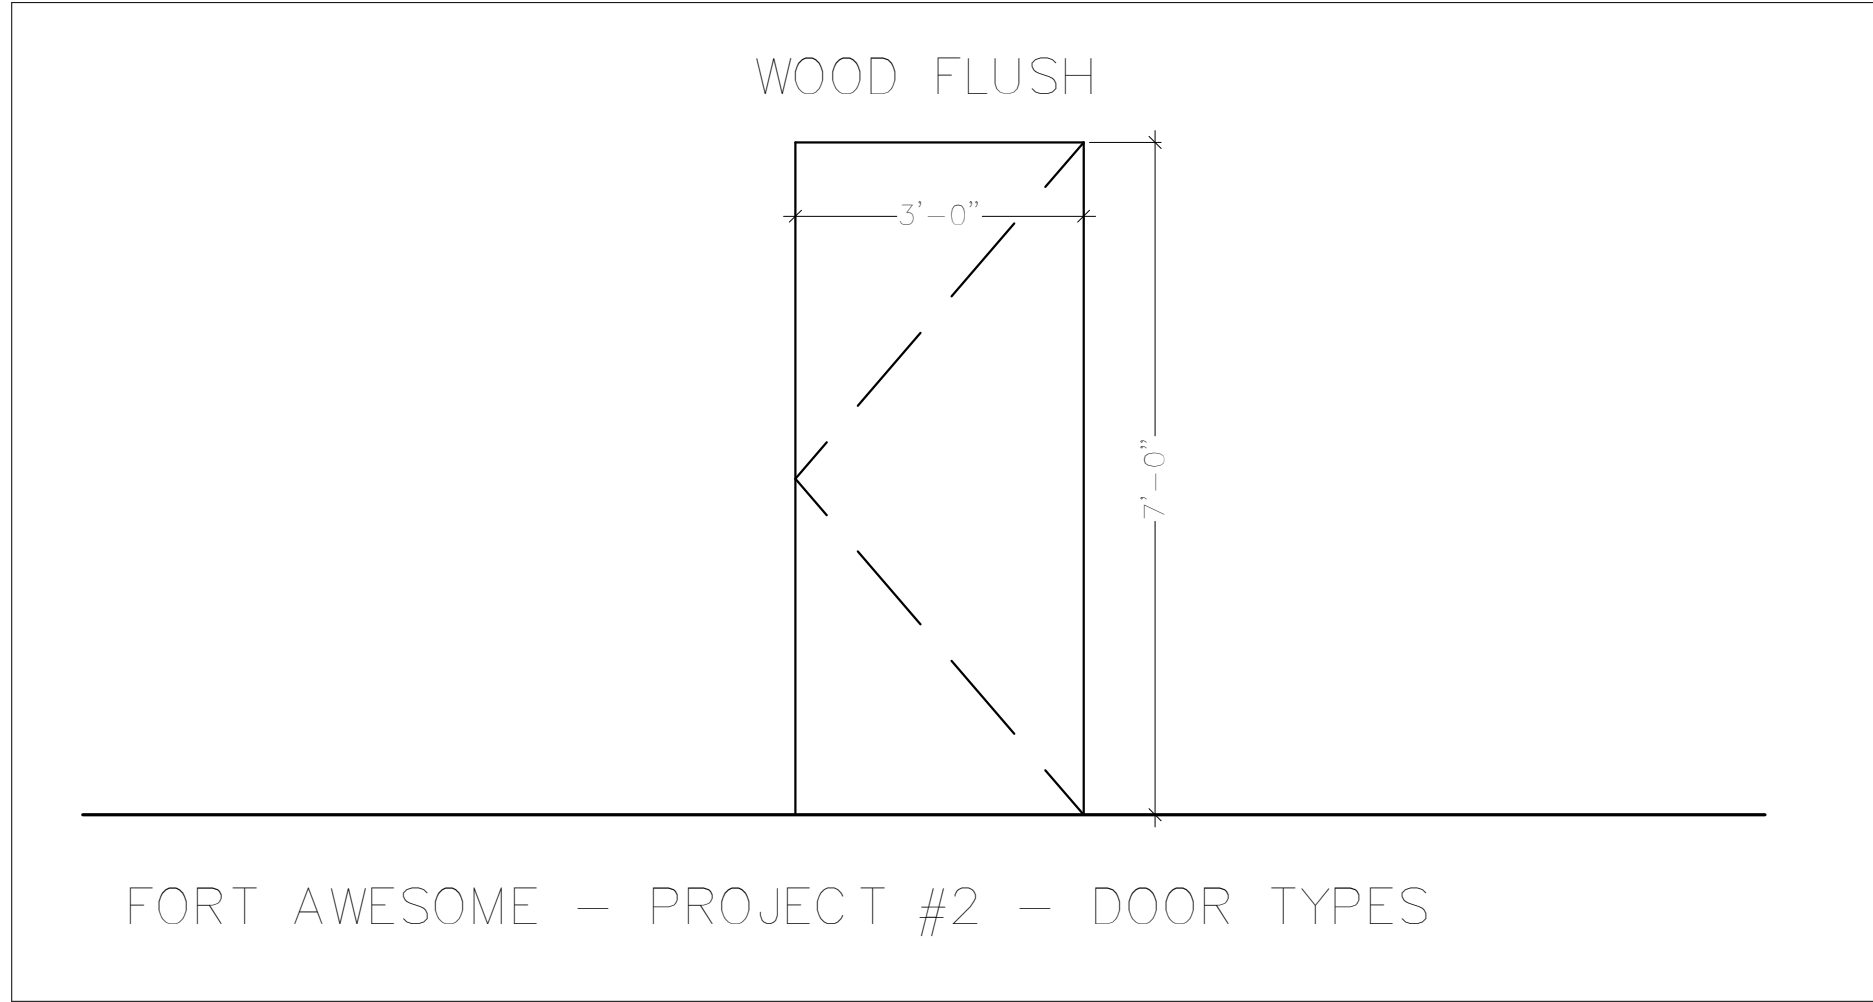 WOOD FLUSH
3'-0"
7'-0"
FORT AWESOME - PROJECT #2 - DOOR TYPES